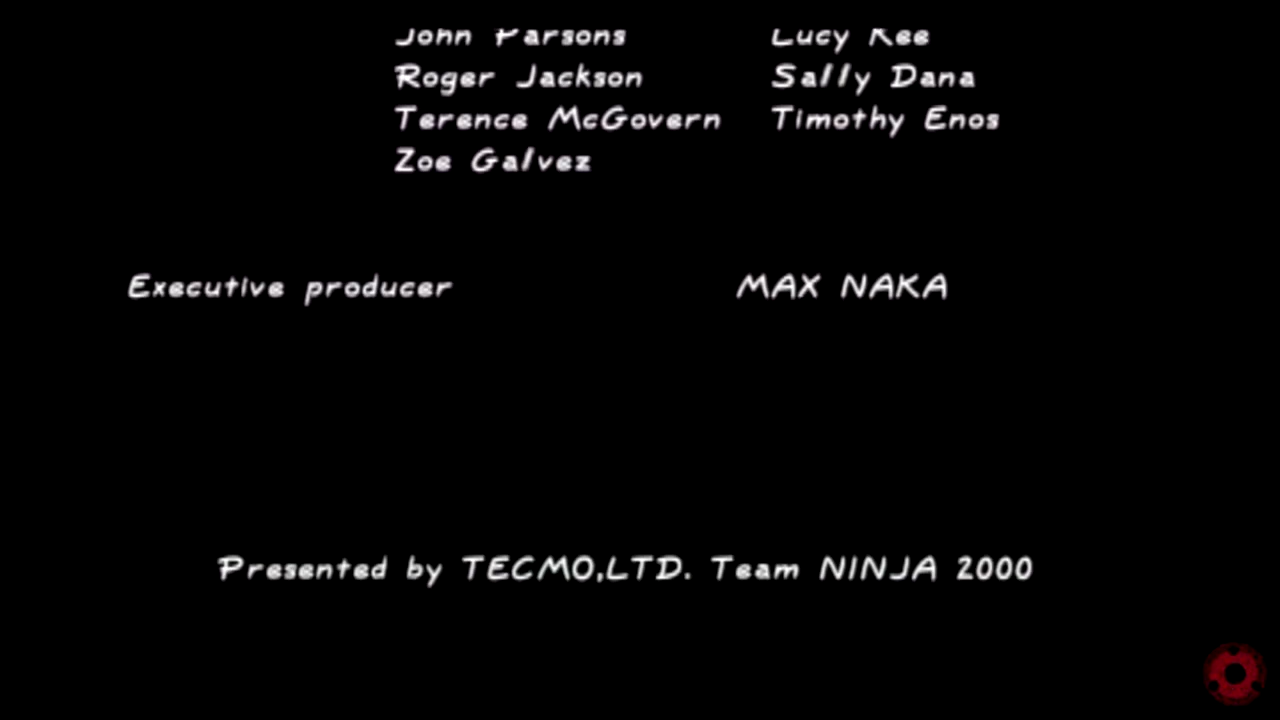 John Parsons Lucy Kee
Roger Jackson Sally Dana
Terence McGovern Timothy Enos
Zoe Galvez
Executive producer MAX NAKA
Presented by TECMO,LTD. Team NINJA 2000